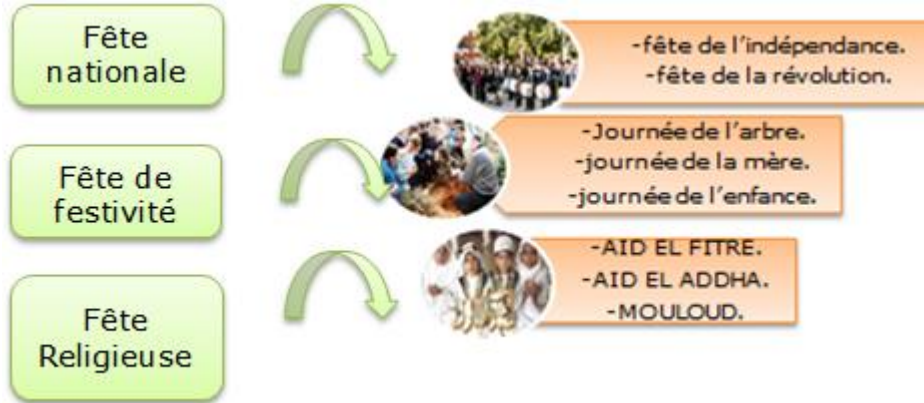 Fête
nationale
-fête de l'indépendance.
-fête de la révolution.
Fête de
festivité
-Journée de l'arbre.
-journée de la mère.
-journée de l'enfance.
Fête
Religieuse
-AID EL FITRE.
-AID EL ADDHA.
-MOULOUD.